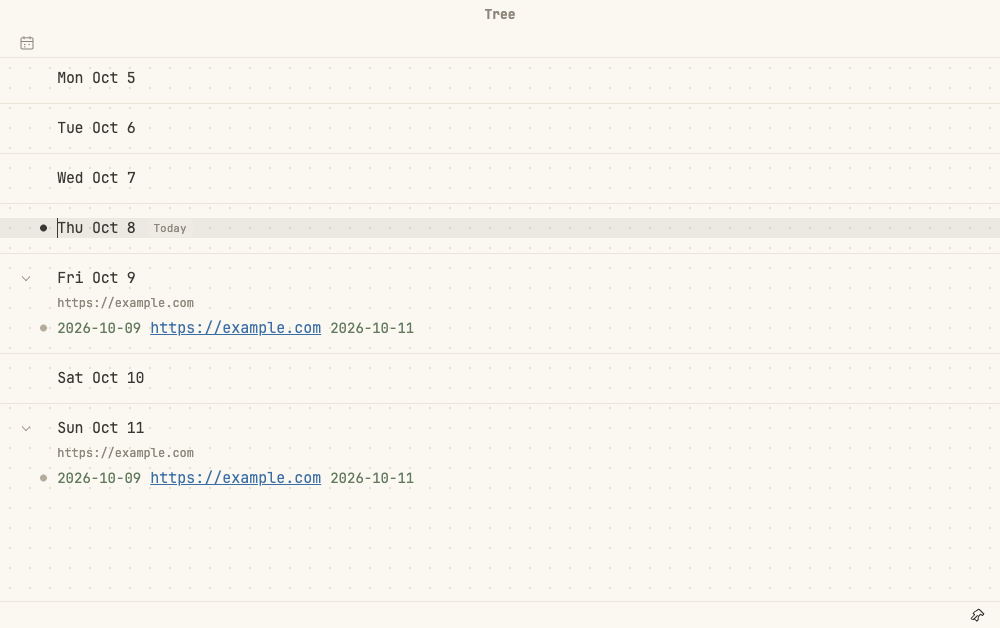 Tree
Mon Oct 5
Tue Oct 6
Wed Oct 7
Thu Oct 8 Today
Fri Oct 9
https://example.com
2026-10-09 https://example.com 2026-10-11
Sat Oct 10
Sun Oct 11
https://example.com
2026-10-09 https://example.com 2026-10-11